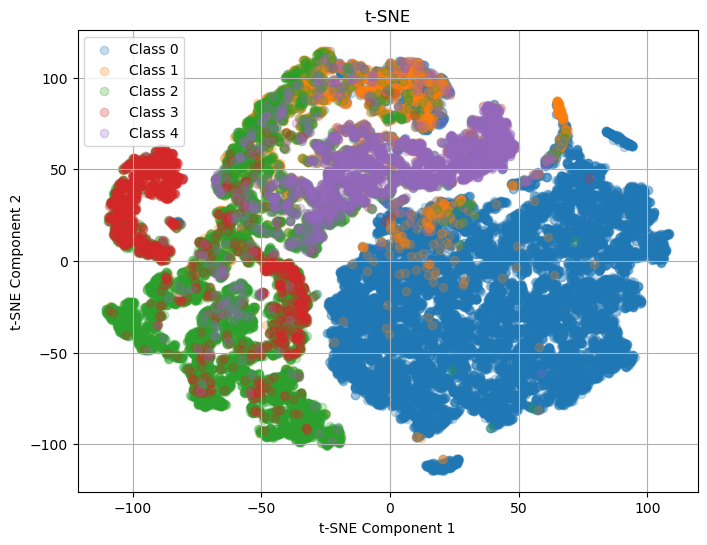 t-SNE
Class 0
Class 1
Class 2
Class 3
Class 4
100
50
0
−50
−100
t-SNE Component 2
−100
−50
0
50
100
t-SNE Component 1